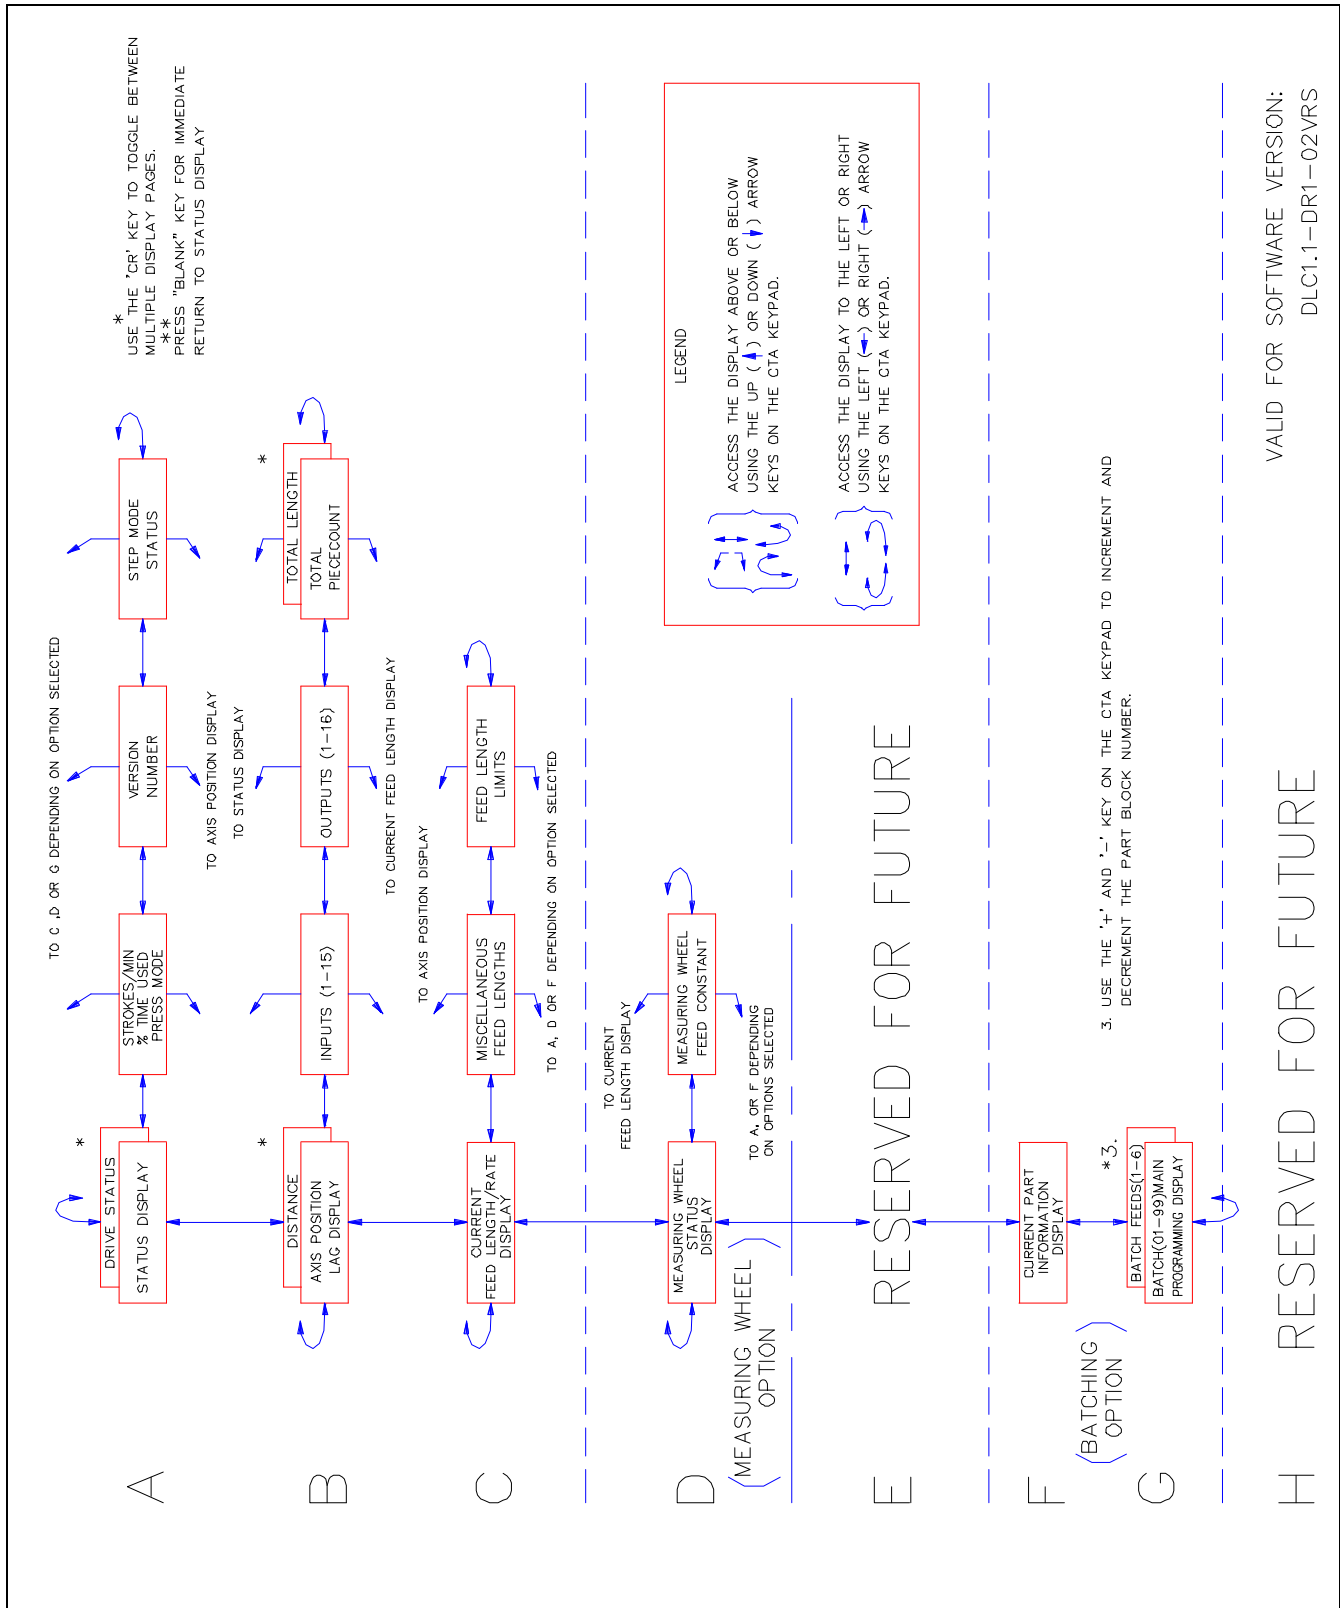 A
DRIVE STATUS
*
STATUS DISPLAY
STROKES/MIN
% TIME USED
PRESS MODE
VERSION
NUMBER
STEP MODE
STATUS
TO C ,D OR G DEPENDING ON OPTION SELECTED
TO AXIS POSITION DISPLAY
TO STATUS DISPLAY
*
USE THE 'CR' KEY TO TOGGLE BETWEEN
MULTIPLE DISPLAY PAGES.
**
PRESS "BLANK" KEY FOR IMMEDIATE
RETURN TO STATUS DISPLAY
B
*
DISTANCE
AXIS POSITION
LAG DISPLAY
INPUTS (1-15)
OUTPUTS (1-16)
*
TOTAL LENGTH
TOTAL
PIECECOUNT
TO CURRENT FEED LENGTH DISPLAY
TO AXIS POSITION DISPLAY
C
CURRENT
FEED LENGTH/RATE
DISPLAY
MISCELLANEOUS
FEED LENGTHS
FEED LENGTH
LIMITS
TO A, D OR F DEPENDING ON OPTION SELECTED
TO CURRENT
FEED LENGTH DISPLAY
D
MEASURING WHEEL
STATUS
DISPLAY
MEASURING WHEEL
FEED CONSTANT
TO A, OR F DEPENDING
ON OPTIONS SELECTED
(MEASURING WHEEL
OPTION)
LEGEND
ACCESS THE DISPLAY ABOVE OR BELOW
USING THE UP (↑) OR DOWN (↓) ARROW
KEYS ON THE CTA KEYPAD.
ACCESS THE DISPLAY TO THE LEFT OR RIGHT
USING THE LEFT (←) OR RIGHT (→) ARROW
KEYS ON THE CTA KEYPAD.
E
RESERVED FOR FUTURE
F
CURRENT PART
INFORMATION
DISPLAY
(BATCHING
OPTION)
G
*3.
BATCH FEEDS(1-6)
BATCH(01-99)MAIN
PROGRAMMING DISPLAY
3. USE THE '+' AND '-' KEY ON THE CTA KEYPAD TO INCREMENT AND
DECREMENT THE PART BLOCK NUMBER.
H
RESERVED FOR FUTURE
VALID FOR SOFTWARE VERSION:
DLC1.1-DR1-02VRS